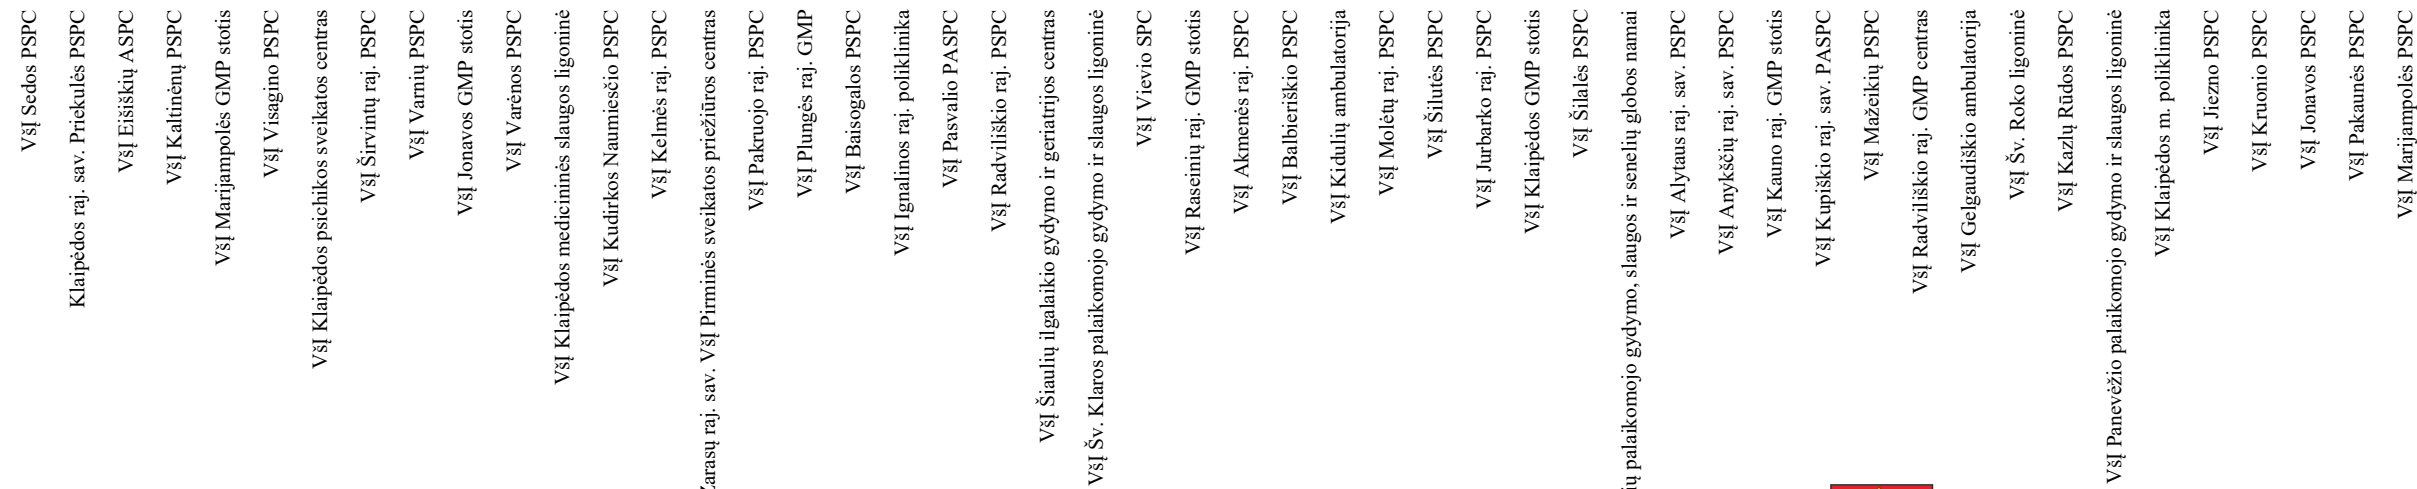 VšĮ Sedos PSPC
Klaipėdos raj. sav. Priekulės PSPC
VšĮ Eišiškių ASPC
VšĮ Kaltinėnų PSPC
VšĮ Marijampolės GMP stotis
VšĮ Visagino PSPC
VšĮ Klaipėdos psichikos sveikatos centras
VšĮ Širvintų raj. PSPC
VšĮ Varnių PSPC
VšĮ Jonavos GMP stotis
VšĮ Varėnos PSPC
VšĮ Klaipėdos medicininės slaugos ligoninė
VšĮ Kudirkos Naumiesčio PSPC
VšĮ Kelmės raj. PSPC
Zarasų raj. sav. VšĮ Pirminės sveikatos priežiūros centras
VšĮ Pakruojo raj. PSPC
VšĮ Plungės raj. GMP
VšĮ Baisogalos PSPC
VšĮ Ignalinos raj. poliklinika
VšĮ Pasvalio PASPC
VšĮ Radviliškio raj. PSPC
VšĮ Šiaulių ilgalaikio gydymo ir geriatrijos centras
VšĮ Šv. Klaros palaikomojo gydymo ir slaugos ligoninė
VšĮ Vievio SPC
VšĮ Raseinių raj. GMP stotis
VšĮ Akmenės raj. PSPC
VšĮ Balbieriškio PSPC
VšĮ Kidulių ambulatorija
VšĮ Molėtų raj. PSPC
VšĮ Šilutės PSPC
VšĮ Jurbarko raj. PSPC
VšĮ Klaipėdos GMP stotis
VšĮ Šilalės PSPC
palaikomojo gydymo, slaugos ir senelių globos namai
VšĮ Alytaus raj. sav. PSPC
VšĮ Anykščių raj. sav. PSPC
VšĮ Kauno raj. GMP stotis
VšĮ Kupiškio raj. sav. PASPC
VšĮ Mažeikių PSPC
VšĮ Radviliškio raj. GMP centras
VšĮ Gelgaudiškio ambulatorija
VšĮ Šv. Roko ligoninė
VšĮ Kazlų Rūdos PSPC
VšĮ Panevėžio palaikomojo gydymo ir slaugos ligoninė
VšĮ Klaipėdos m. poliklinika
VšĮ Jiezno PSPC
VšĮ Kruonio PSPC
VšĮ Jonavos PSPC
VšĮ Pakaunės PSPC
VšĮ Marijampolės PSPC